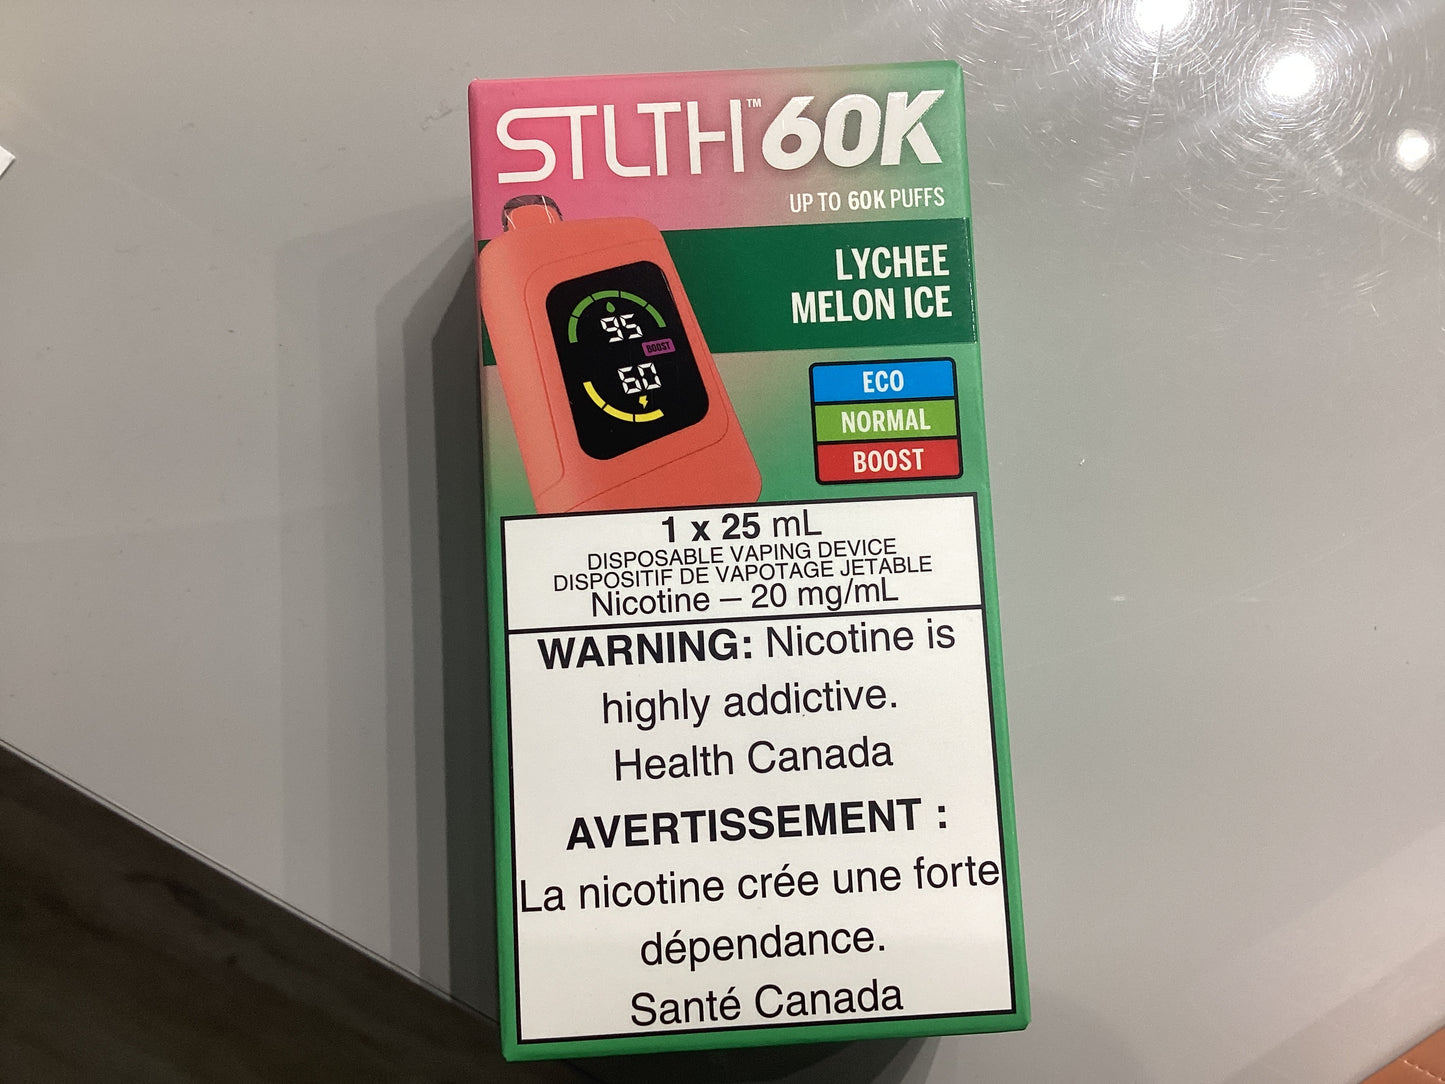 STLTH™ 60K
UP TO 60K PUFFS
LYCHEE
MELON ICE
95
BOOST
60
ECO
NORMAL
BOOST
1 x 25 mL
DISPOSABLE VAPING DEVICE
DISPOSITIF DE VAPOTAGE JETABLE
Nicotine – 20 mg/mL
WARNING: Nicotine is
highly addictive.
Health Canada
AVERTISSEMENT :
La nicotine crée une forte
dépendance.
Santé Canada